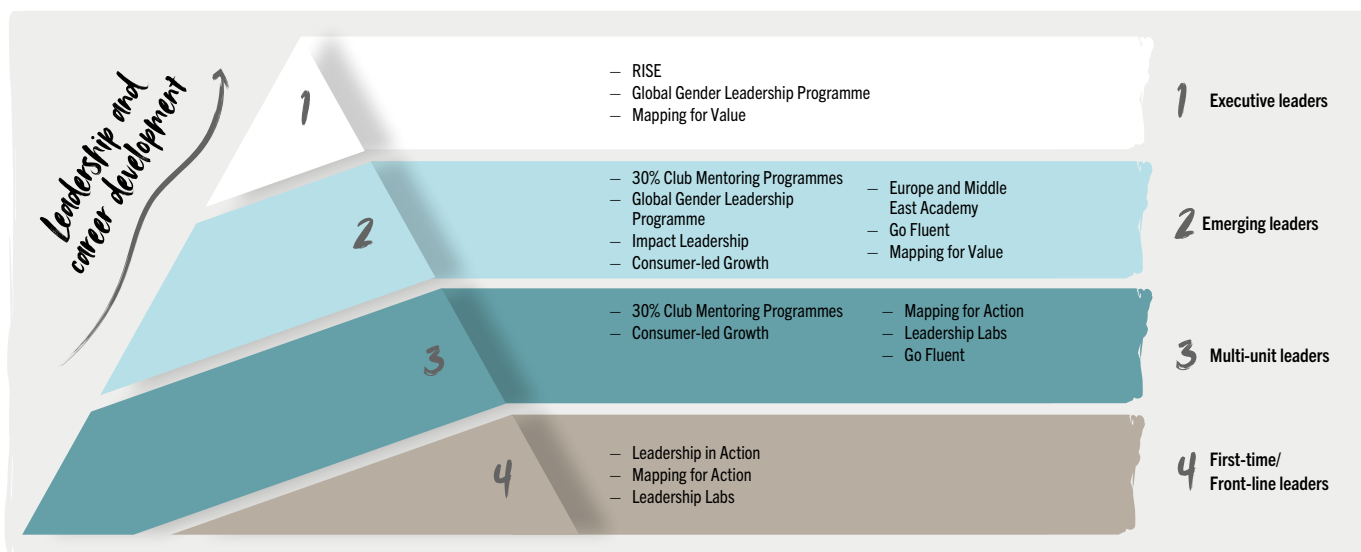 Leadership and
career development
1
— RISE
— Global Gender Leadership Programme
— Mapping for Value
1 Executive leaders
2
— 30% Club Mentoring Programmes
— Global Gender Leadership
Programme
— Impact Leadership
— Consumer-led Growth
— Europe and Middle
East Academy
— Go Fluent
— Mapping for Value
2 Emerging leaders
3
— 30% Club Mentoring Programmes
— Consumer-led Growth
— Mapping for Action
— Leadership Labs
— Go Fluent
3 Multi-unit leaders
4
— Leadership in Action
— Mapping for Action
— Leadership Labs
4 First-time/
Front-line leaders